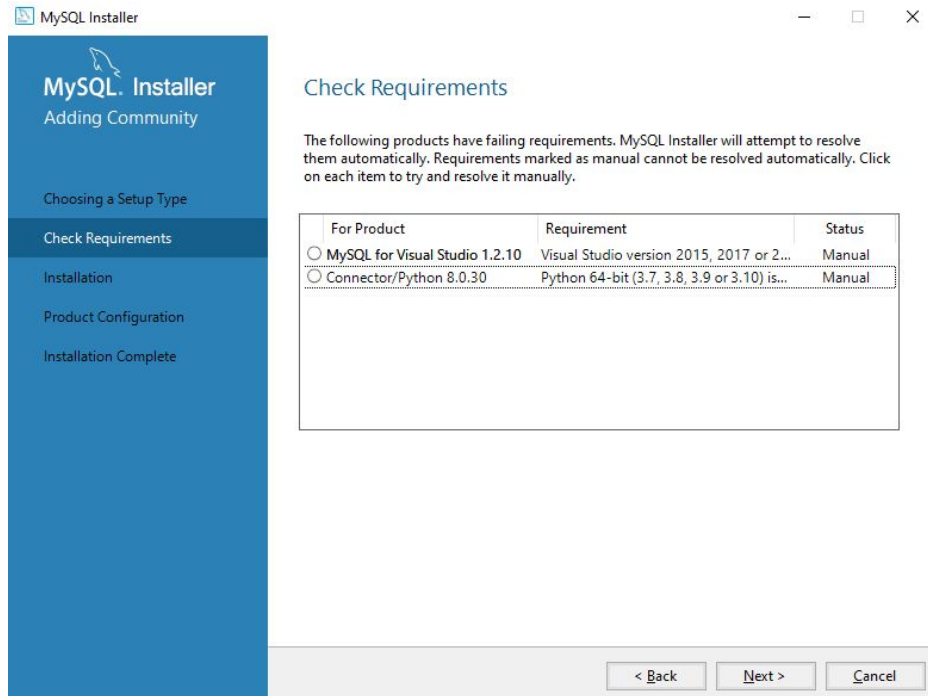 MySQL Installer
MySQL. Installer
Adding Community
Choosing a Setup Type
Check Requirements
Installation
Product Configuration
Installation Complete
Check Requirements
The following products have failing requirements. MySQL Installer will attempt to resolve
them automatically. Requirements marked as manual cannot be resolved automatically. Click
on each item to try and resolve it manually.
For Product Requirement Status
MySQL for Visual Studio 1.2.10 Visual Studio version 2015, 2017 or 2... Manual
Connector/Python 8.0.30 Python 64-bit (3.7, 3.8, 3.9 or 3.10) is... Manual
< Back Next > Cancel